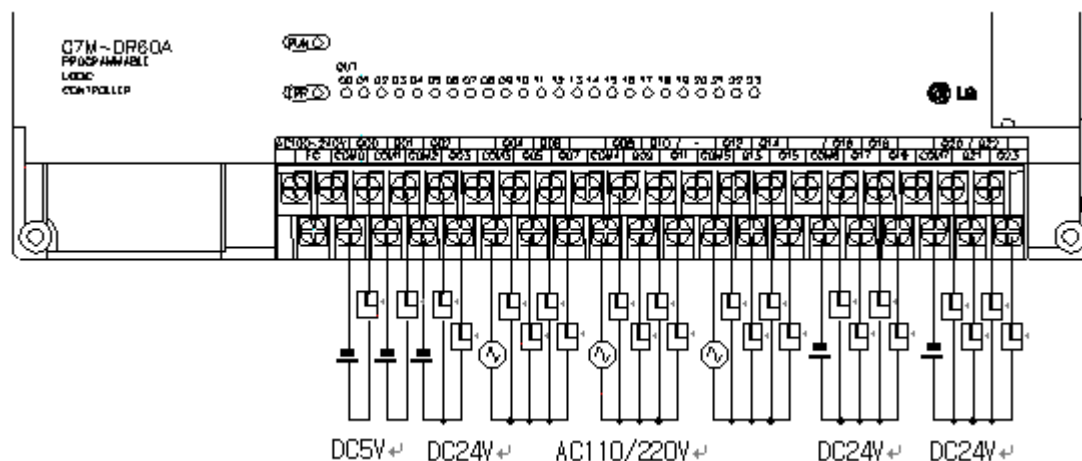 G7M-DR60A
PROGRAMMABLE
LOGIC
CONTROLLER
OUT
00 01 02 03 04 05 06 07 08 09 10 11 12 13 14 15 16 17 18 19 20 21 22 23
LG
AC100~240V Q00 Q01 Q02 Q04 Q06 Q08 Q10 Q12 Q14 Q16 Q18 Q20 Q22
FG COM0 COM1 COM2 Q03 COM3 Q05 Q07 COM4 Q09 Q11 COM5 Q13 Q15 COM6 Q17 Q19 COM7 Q21 Q23
DC5V DC24V AC110/220V DC24V DC24V